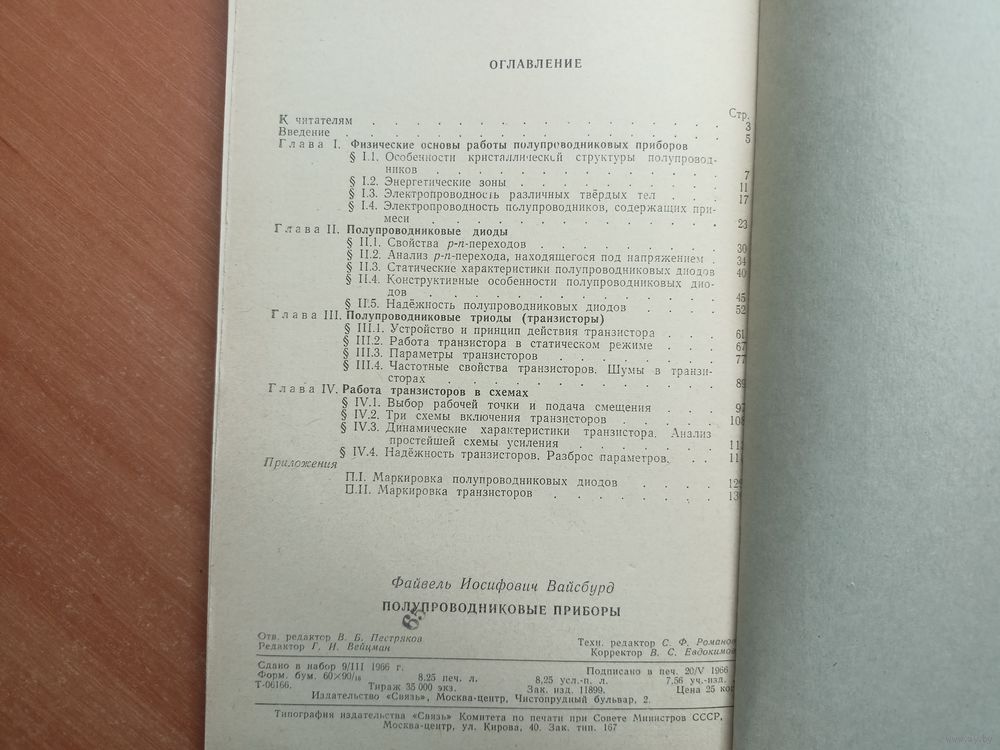 ОГЛАВЛЕНИЕ
Стр.
К читателям . . . . . . . . . . . . . . . . 3
Введение . . . . . . . . . . . . . . . . . 5
Глава I. Физические основы работы полупроводниковых приборов
§ I.1. Особенности кристаллической структуры полупровод-
ников . . . . . . . . . . . . . . 7
§ I.2. Энергетические зоны . . . . . . . . . 11
§ I.3. Электропроводность различных твёрдых тел . . . 17
§ I.4. Электропроводность полупроводников, содержащих при-
меси . . . . . . . . . . . . . . 23
Глава II. Полупроводниковые диоды
§ II.1. Свойства p-n-переходов . . . . . . . . 30
§ II.2. Анализ p-n-перехода, находящегося под напряжением . 34
§ II.3. Статические характеристики полупроводниковых диодов 40
§ II.4. Конструктивные особенности полупроводниковых дио-
дов . . . . . . . . . . . . . . 45
§ II.5. Надёжность полупроводниковых диодов . . . . 52
Глава III. Полупроводниковые триоды (транзисторы)
§ III.1. Устройство и принцип действия транзистора . . . 61
§ III.2. Работа транзистора в статическом режиме . . . 67
§ III.3. Параметры транзисторов . . . . . . . 77
§ III.4. Частотные свойства транзисторов. Шумы в транзи-
сторах . . . . . . . . . . . . . 89
Глава IV. Работа транзисторов в схемах
§ IV.1. Выбор рабочей точки и подача смещения . . . 97
§ IV.2. Три схемы включения транзисторов . . . . . 108
§ IV.3. Динамические характеристики транзистора. Анализ
простейшей схемы усиления . . . . . .
§ IV.4. Надёжность транзисторов. Разброс параметров. . .
Приложения
П.I. Маркировка полупроводниковых диодов . . . .
П.II. Маркировка транзисторов . . . . . . .
Файвель Иосифович Вайсбурд
ПОЛУПРОВОДНИКОВЫЕ ПРИБОРЫ
65
Отв. редактор В. Б. Пестряков Техн. редактор С. Ф. Романов
Редактор Г. И. Вейцман Корректор В. С. Евдокимов
Сдано в набор 9/III 1966 г. Подписано в печ. 20/V 1966
Форм. бум. 60×90/16 8,25 печ. л. 8,25 усл.-п. л. 7,56 уч.-изд.
Т-06166. Тираж 35 000 экз. Зак. изд. 11899. Цена 25 коп
Издательство «Связь», Москва-центр, Чистопрудный бульвар, 2.
Типография издательства «Связь» Комитета по печати при Совете Министров СССР,
Москва-центр, ул. Кирова, 40. Зак. тип. 167